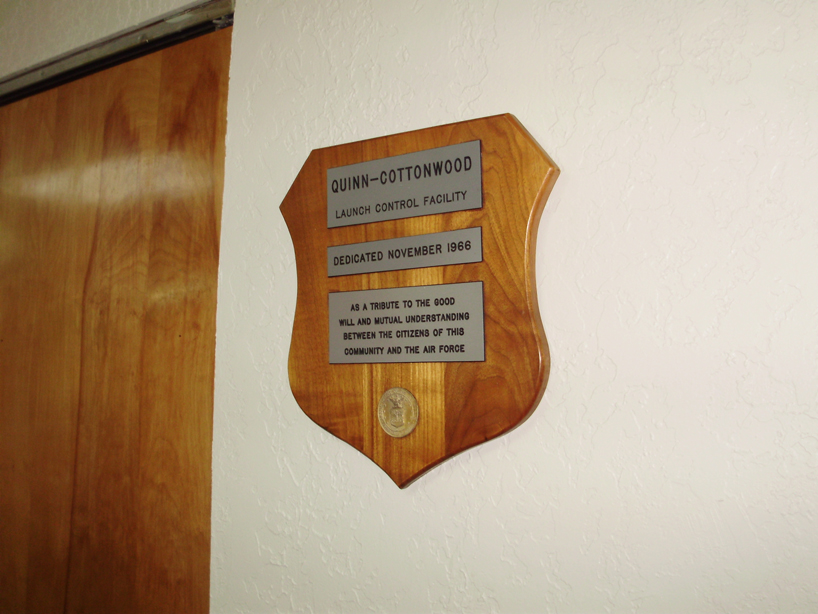 QUINN-COTTONWOOD
LAUNCH CONTROL FACILITY
DEDICATED NOVEMBER 1966
AS A TRIBUTE TO THE GOOD
WILL AND MUTUAL UNDERSTANDING
BETWEEN THE CITIZENS OF THIS
COMMUNITY AND THE AIR FORCE